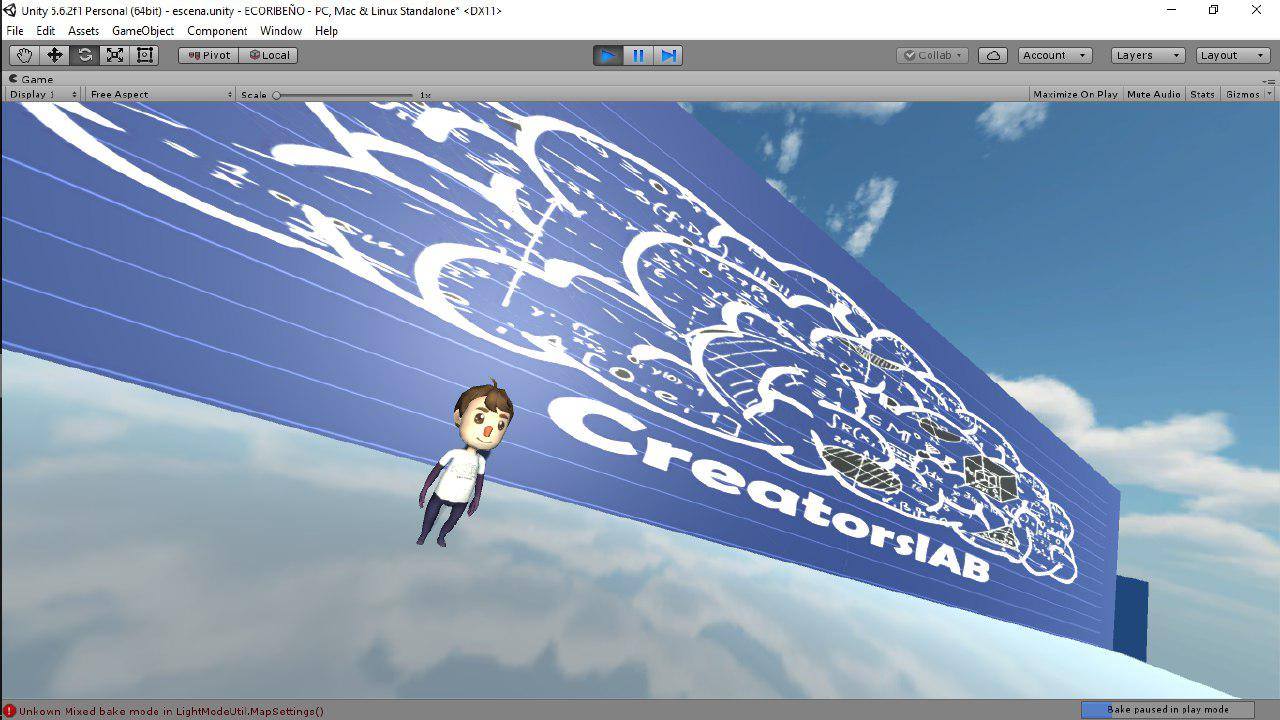 Unity 5.6.2f1 Personal (64bit) - escena.unity - ECORIBEÑO - PC, Mac & Linux Standalone* <DX11>
File Edit Assets GameObject Component Window Help
Pivot Local Collab Account Layers Layout
Game
Display 1 Free Aspect Scale 1x Maximize On Play Mute Audio Stats Gizmos
CreatorslAB
Unkown Mixed bake mode in LightModeUtil.MapSettings() Bake paused in play mode